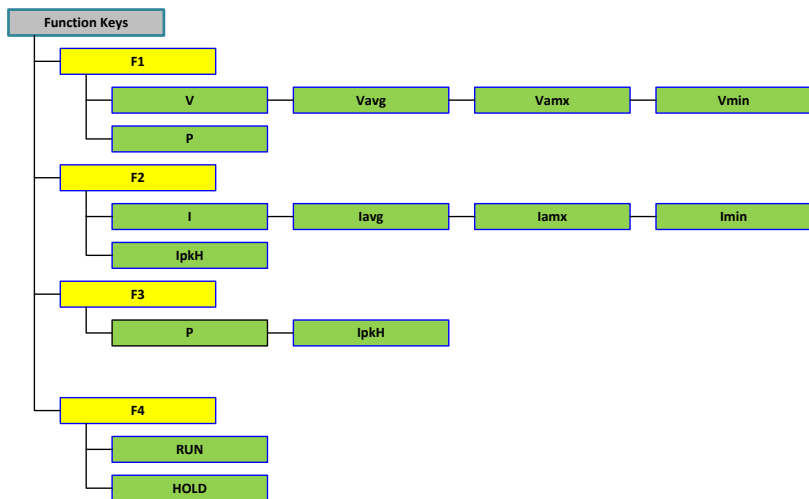 Function Keys
F1
V Vavg Vamx Vmin
P
F2
I Iavg Iamx Imin
IpkH
F3
P IpkH
F4
RUN
HOLD